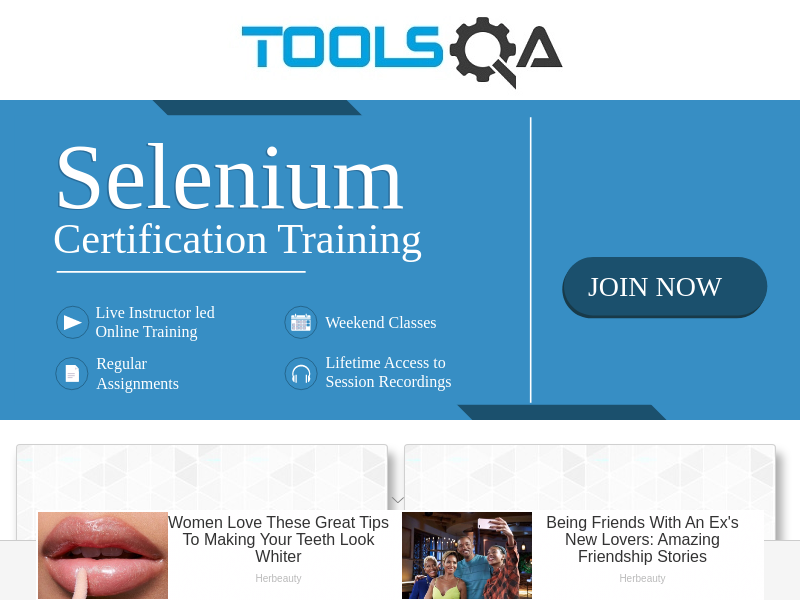 TOOLSQA
Selenium
Certification Training
JOIN NOW
Live Instructor led
Online Training
Weekend Classes
Regular
Assignments
Lifetime Access to
Session Recordings
Women Love These Great Tips
To Making Your Teeth Look
Whiter
Herbeauty
Being Friends With An Ex's
New Lovers: Amazing
Friendship Stories
Herbeauty